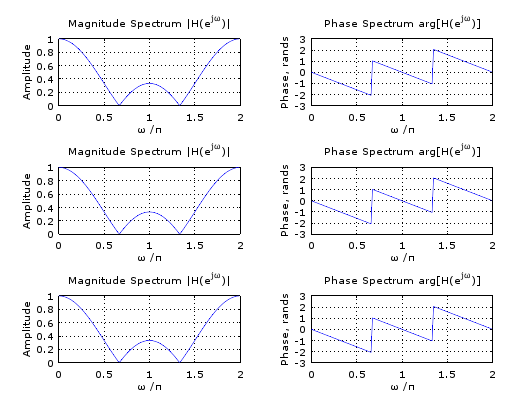 Magnitude Spectrum |H(e^jω)|
Amplitude
1
0.8
0.6
0.4
0.2
0
0 0.5 1 1.5 2
ω /π
Phase Spectrum arg[H(e^jω)]
Phase, rands
3
2
1
0
-1
-2
-3
0 0.5 1 1.5 2
ω /π
Magnitude Spectrum |H(e^jω)|
Amplitude
1
0.8
0.6
0.4
0.2
0
0 0.5 1 1.5 2
ω /π
Phase Spectrum arg[H(e^jω)]
Phase, rands
3
2
1
0
-1
-2
-3
0 0.5 1 1.5 2
ω /π
Magnitude Spectrum |H(e^jω)|
Amplitude
1
0.8
0.6
0.4
0.2
0
0 0.5 1 1.5 2
ω /π
Phase Spectrum arg[H(e^jω)]
Phase, rands
3
2
1
0
-1
-2
-3
0 0.5 1 1.5 2
ω /π